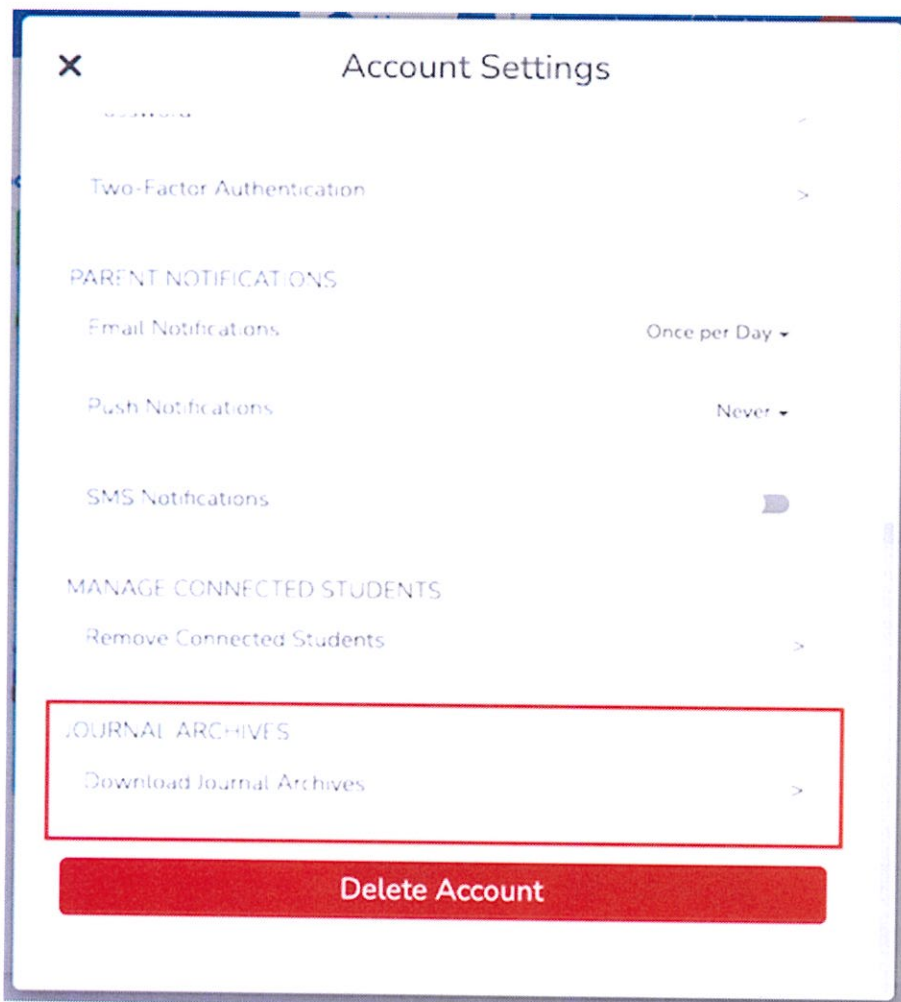 Account Settings
Two-Factor Authentication
>
PARENT NOTIFICATIONS
Email Notifications
Once per Day
Push Notifications
Never
SMS Notifications
MANAGE CONNECTED STUDENTS
Remove Connected Students
>
JOURNAL ARCHIVES
Download Journal Archives
>
Delete Account